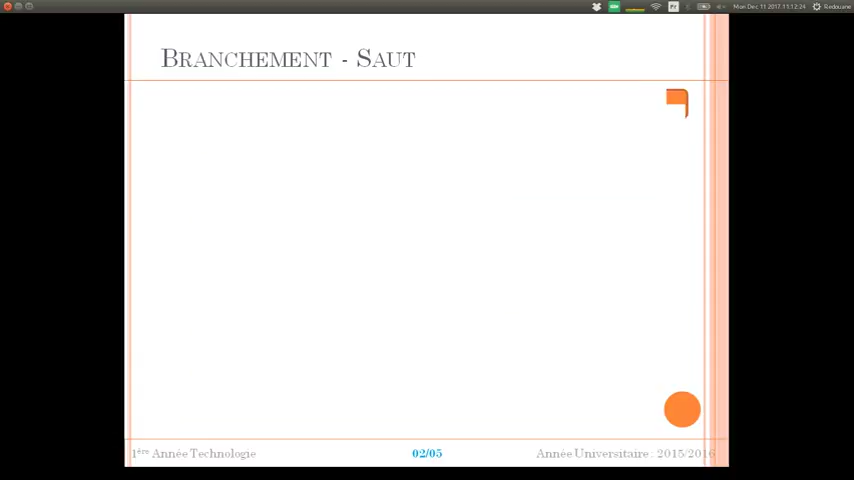 Fr
Mon Dec 11 2017 11:12:24
Redouane
BRANCHEMENT - SAUT
1ère Année Technologie
02/05
Année Universitaire : 2015/2016